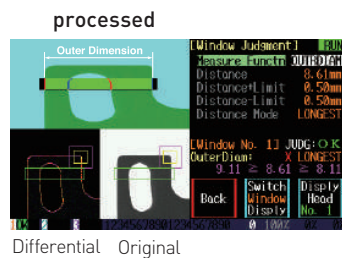 processed
Outer Dimension
[Window Judgment] RUN
Measure Functn OUTRDIAM
Distance 8.61mm
Distance+Limit 0.50mm
Distance-Limit 0.50mm
Distance Mode LONGEST
[Window No. 1] JUDG:OK
OuterDiam: X LONGEST
9.11 ≥ 8.61 ≥ 8.11
Back
Switch
Window
Disply
Disply
Head
No. 1
Differential Original